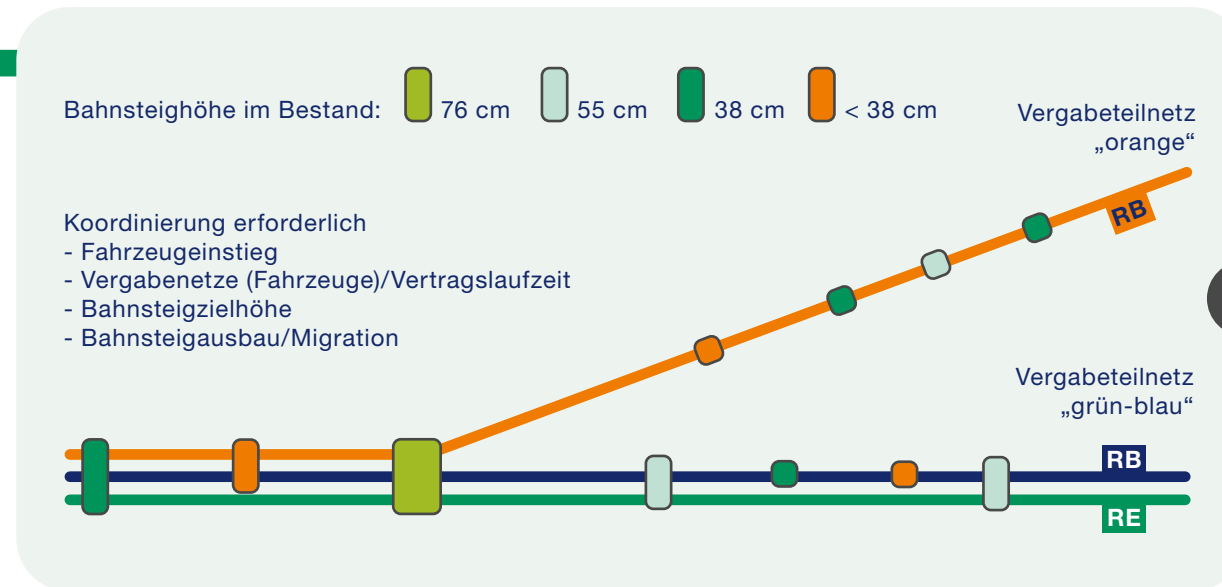 Bahnsteighöhe im Bestand: 76 cm 55 cm 38 cm < 38 cm
Vergabeteilnetz
„orange“
RB
Koordinierung erforderlich
- Fahrzeugeinstieg
- Vergabenetze (Fahrzeuge)/Vertragslaufzeit
- Bahnsteigzielhöhe
- Bahnsteigausbau/Migration
Vergabeteilnetz
„grün-blau“
RB
RE